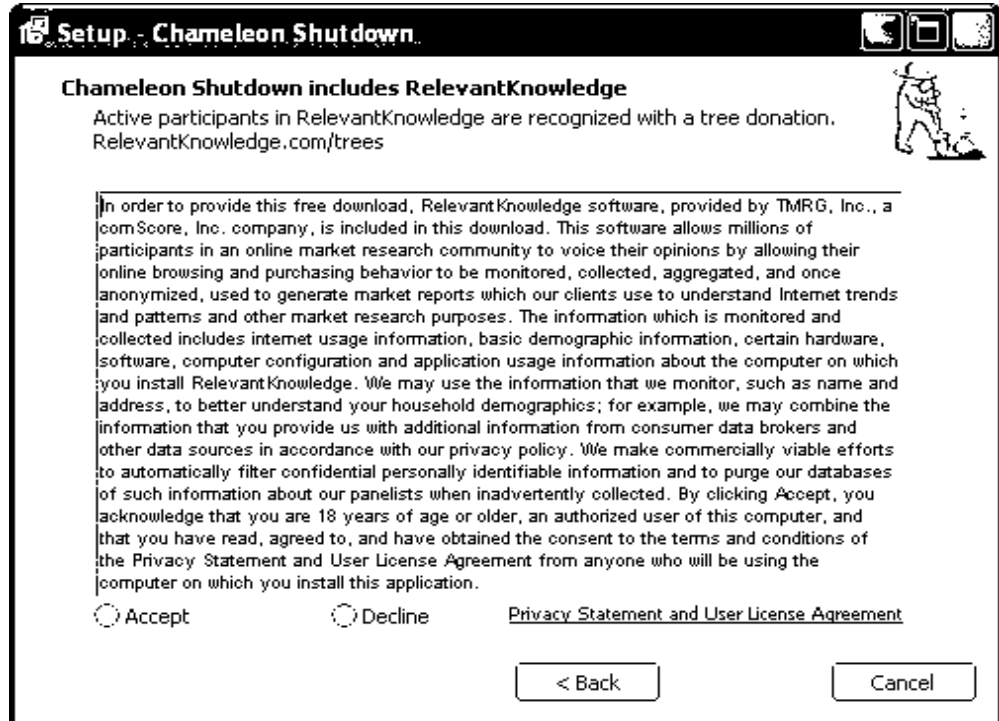 Setup - Chameleon Shutdown
Chameleon Shutdown includes RelevantKnowledge
Active participants in RelevantKnowledge are recognized with a tree donation.
RelevantKnowledge.com/trees
In order to provide this free download, RelevantKnowledge software, provided by TMRG, Inc., a
comScore, Inc. company, is included in this download. This software allows millions of
participants in an online market research community to voice their opinions by allowing their
online browsing and purchasing behavior to be monitored, collected, aggregated, and once
anonymized, used to generate market reports which our clients use to understand Internet trends
and patterns and other market research purposes. The information which is monitored and
collected includes internet usage information, basic demographic information, certain hardware,
software, computer configuration and application usage information about the computer on which
you install RelevantKnowledge. We may use the information that we monitor, such as name and
address, to better understand your household demographics; for example, we may combine the
information that you provide us with additional information from consumer data brokers and
other data sources in accordance with our privacy policy. We make commercially viable efforts
to automatically filter confidential personally identifiable information and to purge our databases
of such information about our panelists when inadvertently collected. By clicking Accept, you
acknowledge that you are 18 years of age or older, an authorized user of this computer, and
that you have read, agreed to, and have obtained the consent to the terms and conditions of
the Privacy Statement and User License Agreement from anyone who will be using the
computer on which you install this application.
Accept Decline Privacy Statement and User License Agreement
< Back Cancel